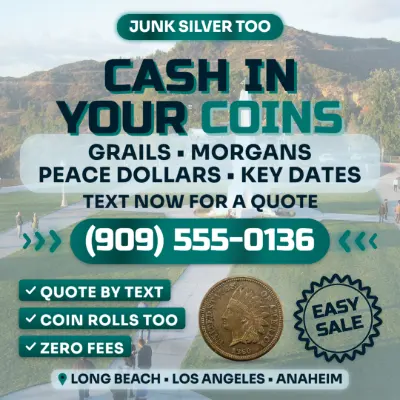 JUNK SILVER TOO
CASH IN
YOUR COINS
GRAILS ▪ MORGANS
PEACE DOLLARS ▪ KEY DATES
TEXT NOW FOR A QUOTE
(909) 555-0136
QUOTE BY TEXT
COIN ROLLS TOO
ZERO FEES
EASY
SALE
LONG BEACH ▪ LOS ANGELES ▪ ANAHEIM